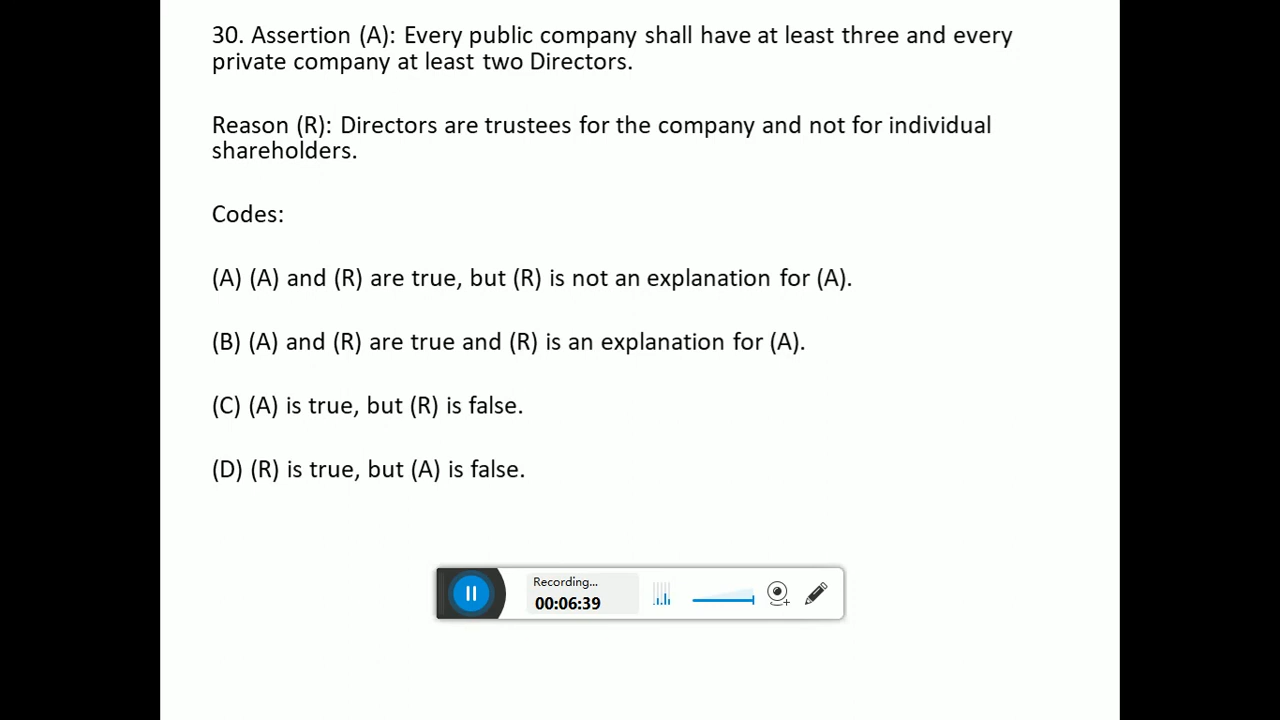 30. Assertion (A): Every public company shall have at least three and every
private company at least two Directors.
Reason (R): Directors are trustees for the company and not for individual
shareholders.
Codes:
(A) (A) and (R) are true, but (R) is not an explanation for (A).
(B) (A) and (R) are true and (R) is an explanation for (A).
(C) (A) is true, but (R) is false.
(D) (R) is true, but (A) is false.
Recording...
00:06:39